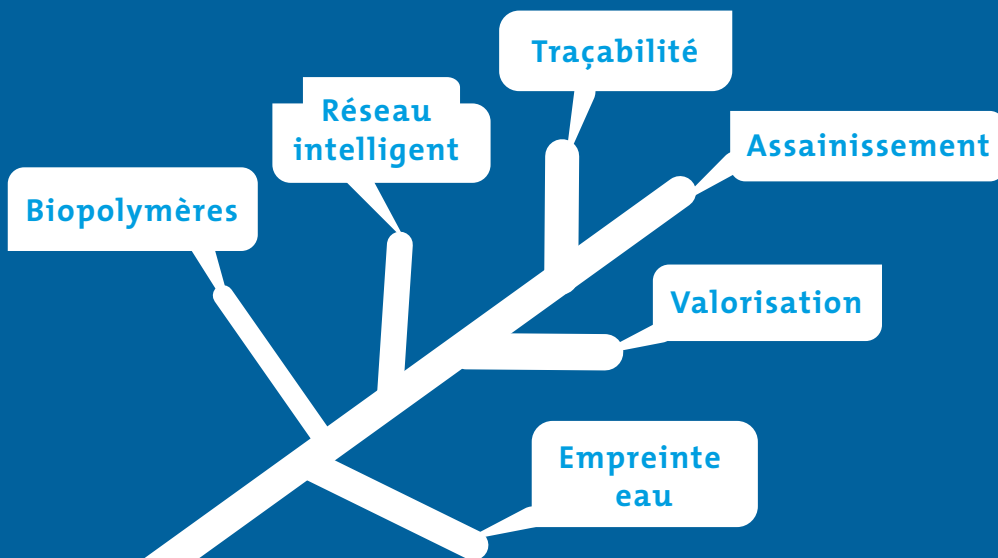 Traçabilité
Réseau
intelligent
Assainissement
Biopolymères
Valorisation
Empreinte
eau